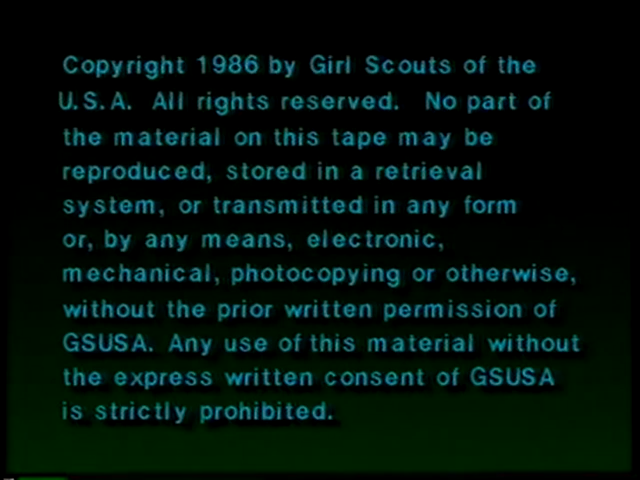 Copyright 1986 by Girl Scouts of the
U.S.A. All rights reserved. No part of
the material on this tape may be
reproduced, stored in a retrieval
system, or transmitted in any form
or, by any means, electronic,
mechanical, photocopying or otherwise,
without the prior written permission of
GSUSA. Any use of this material without
the express written consent of GSUSA
is strictly prohibited.